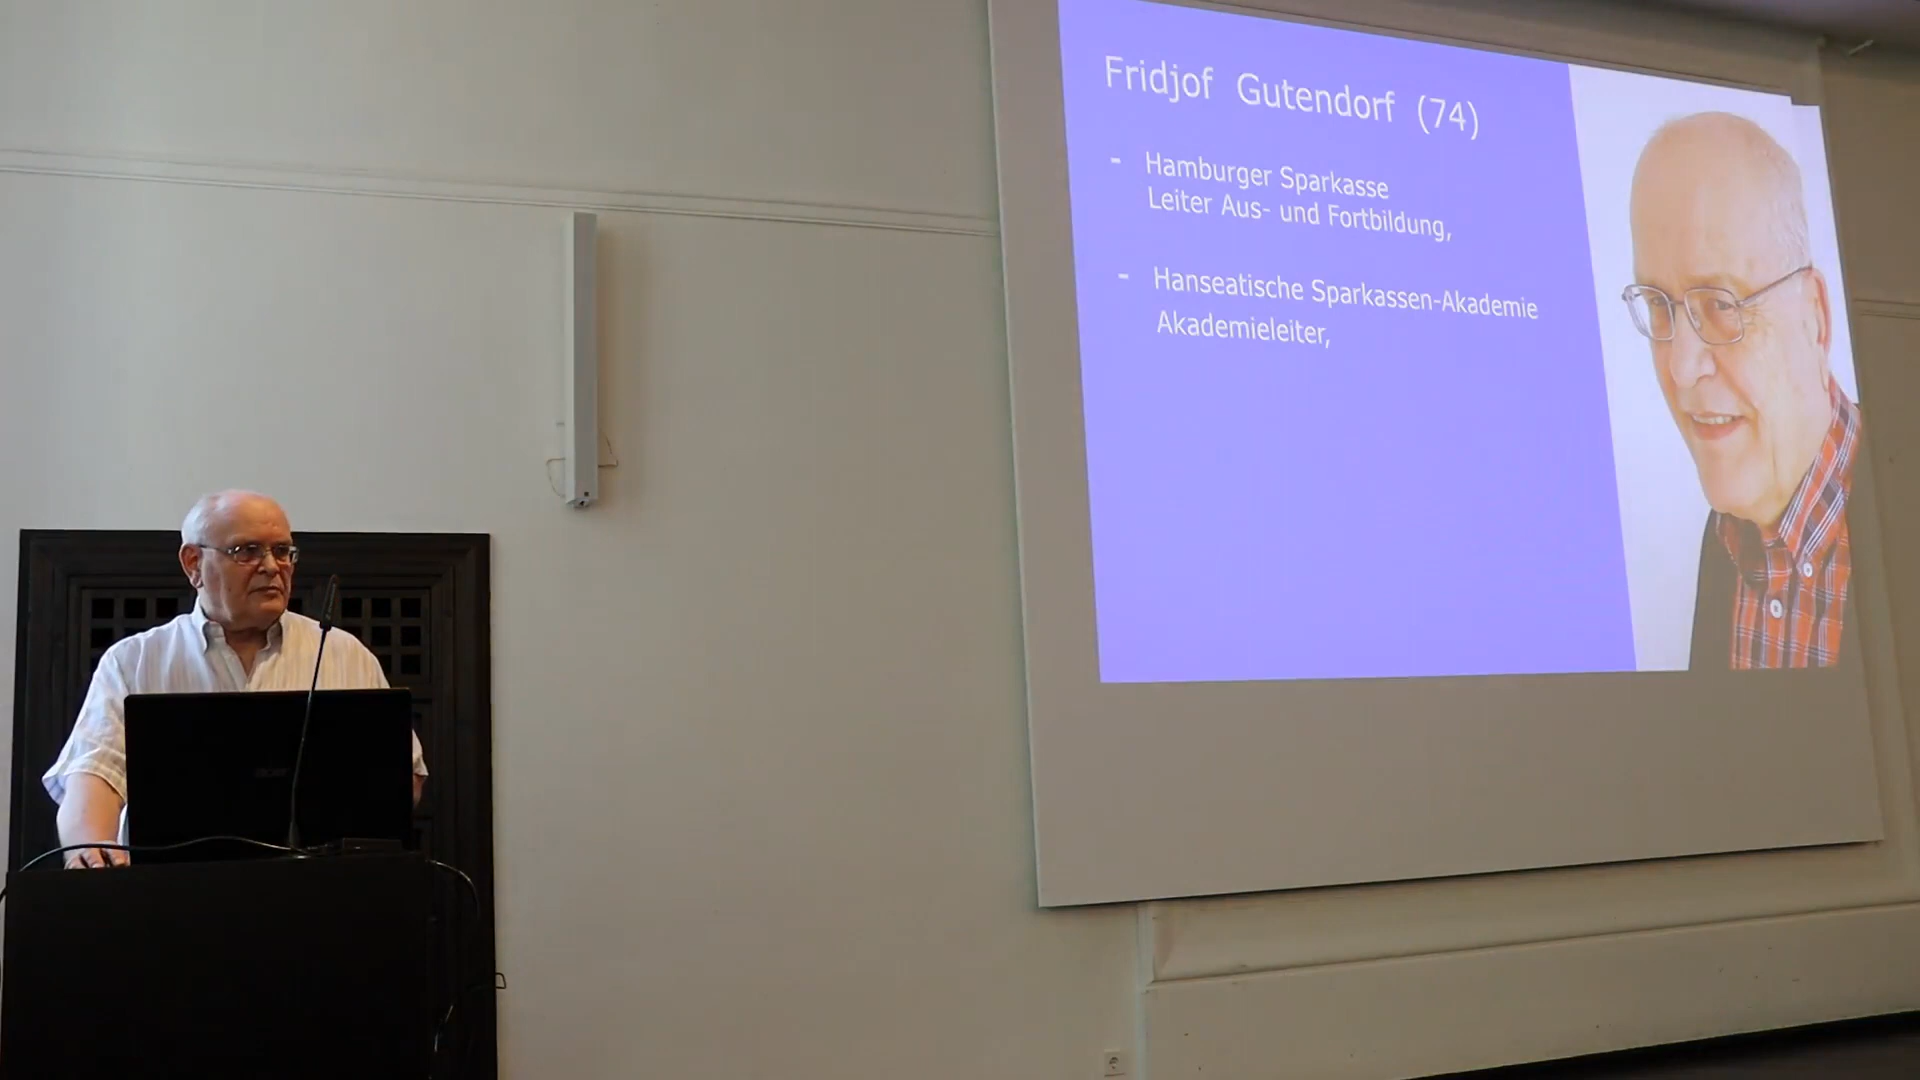 Fridjof Gutendorf (74)
- Hamburger Sparkasse
Leiter Aus- und Fortbildung,
- Hanseatische Sparkassen-Akademie
Akademieleiter,